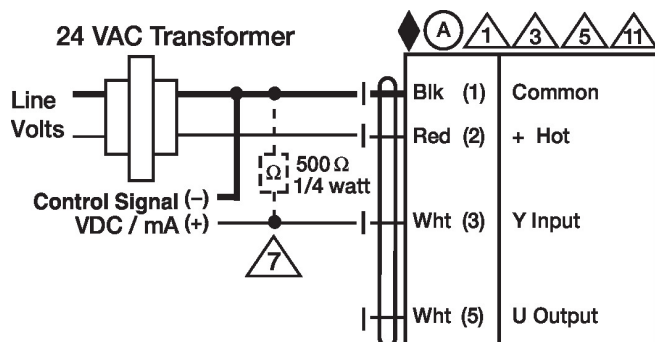 24 VAC Transformer
A 1 3 5 11
Line
Volts
Blk (1) Common
Red (2) + Hot
Ω 500 Ω
1/4 watt
Control Signal (–)
VDC / mA (+)
Wht (3) Y Input
7
Wht (5) U Output